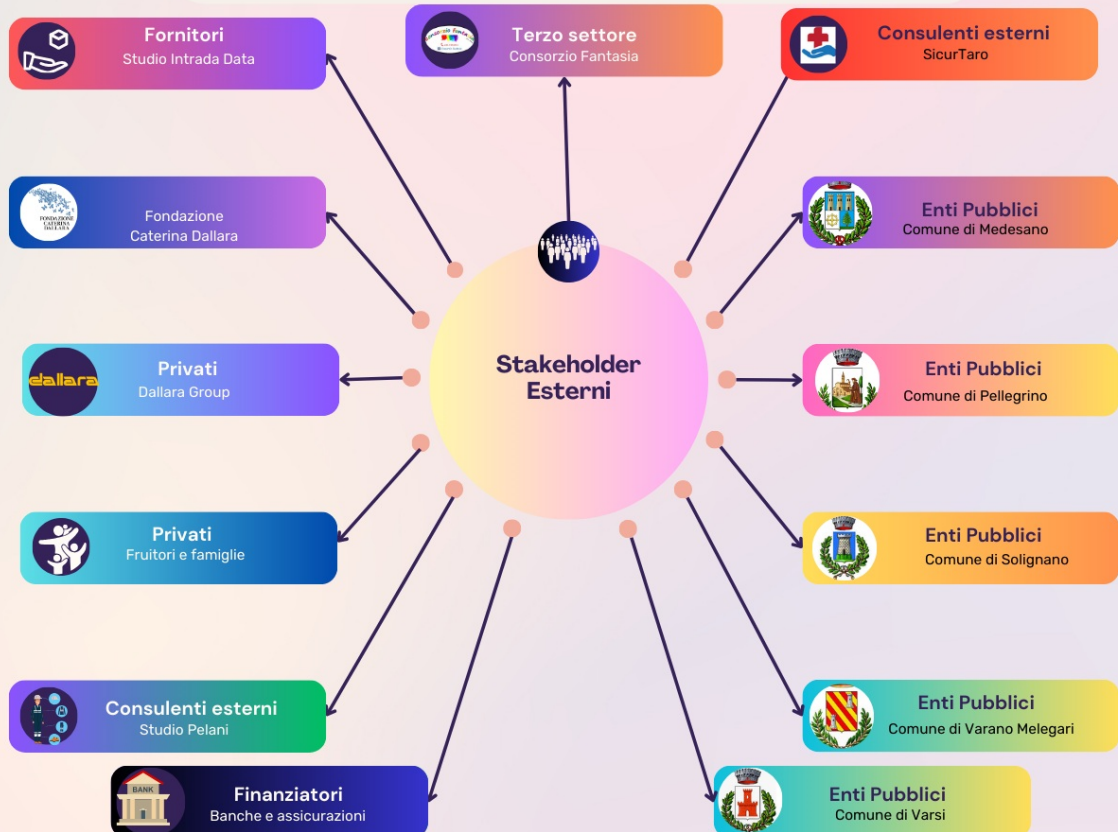 Fornitori
Studio Intrada Data
Terzo settore
Consorzio Fantasia
Consulenti esterni
SicurTaro
FONDAZIONE
CATERINA
DALLARA
Fondazione
Caterina Dallara
Enti Pubblici
Comune di Medesano
Stakeholder
Esterni
dallara
Privati
Dallara Group
Enti Pubblici
Comune di Pellegrino
Privati
Fruitori e famiglie
Enti Pubblici
Comune di Solignano
Consulenti esterni
Studio Pelani
Enti Pubblici
Comune di Varano Melegari
BANK
Finanziatori
Banche e assicurazioni
Enti Pubblici
Comune di Varsi